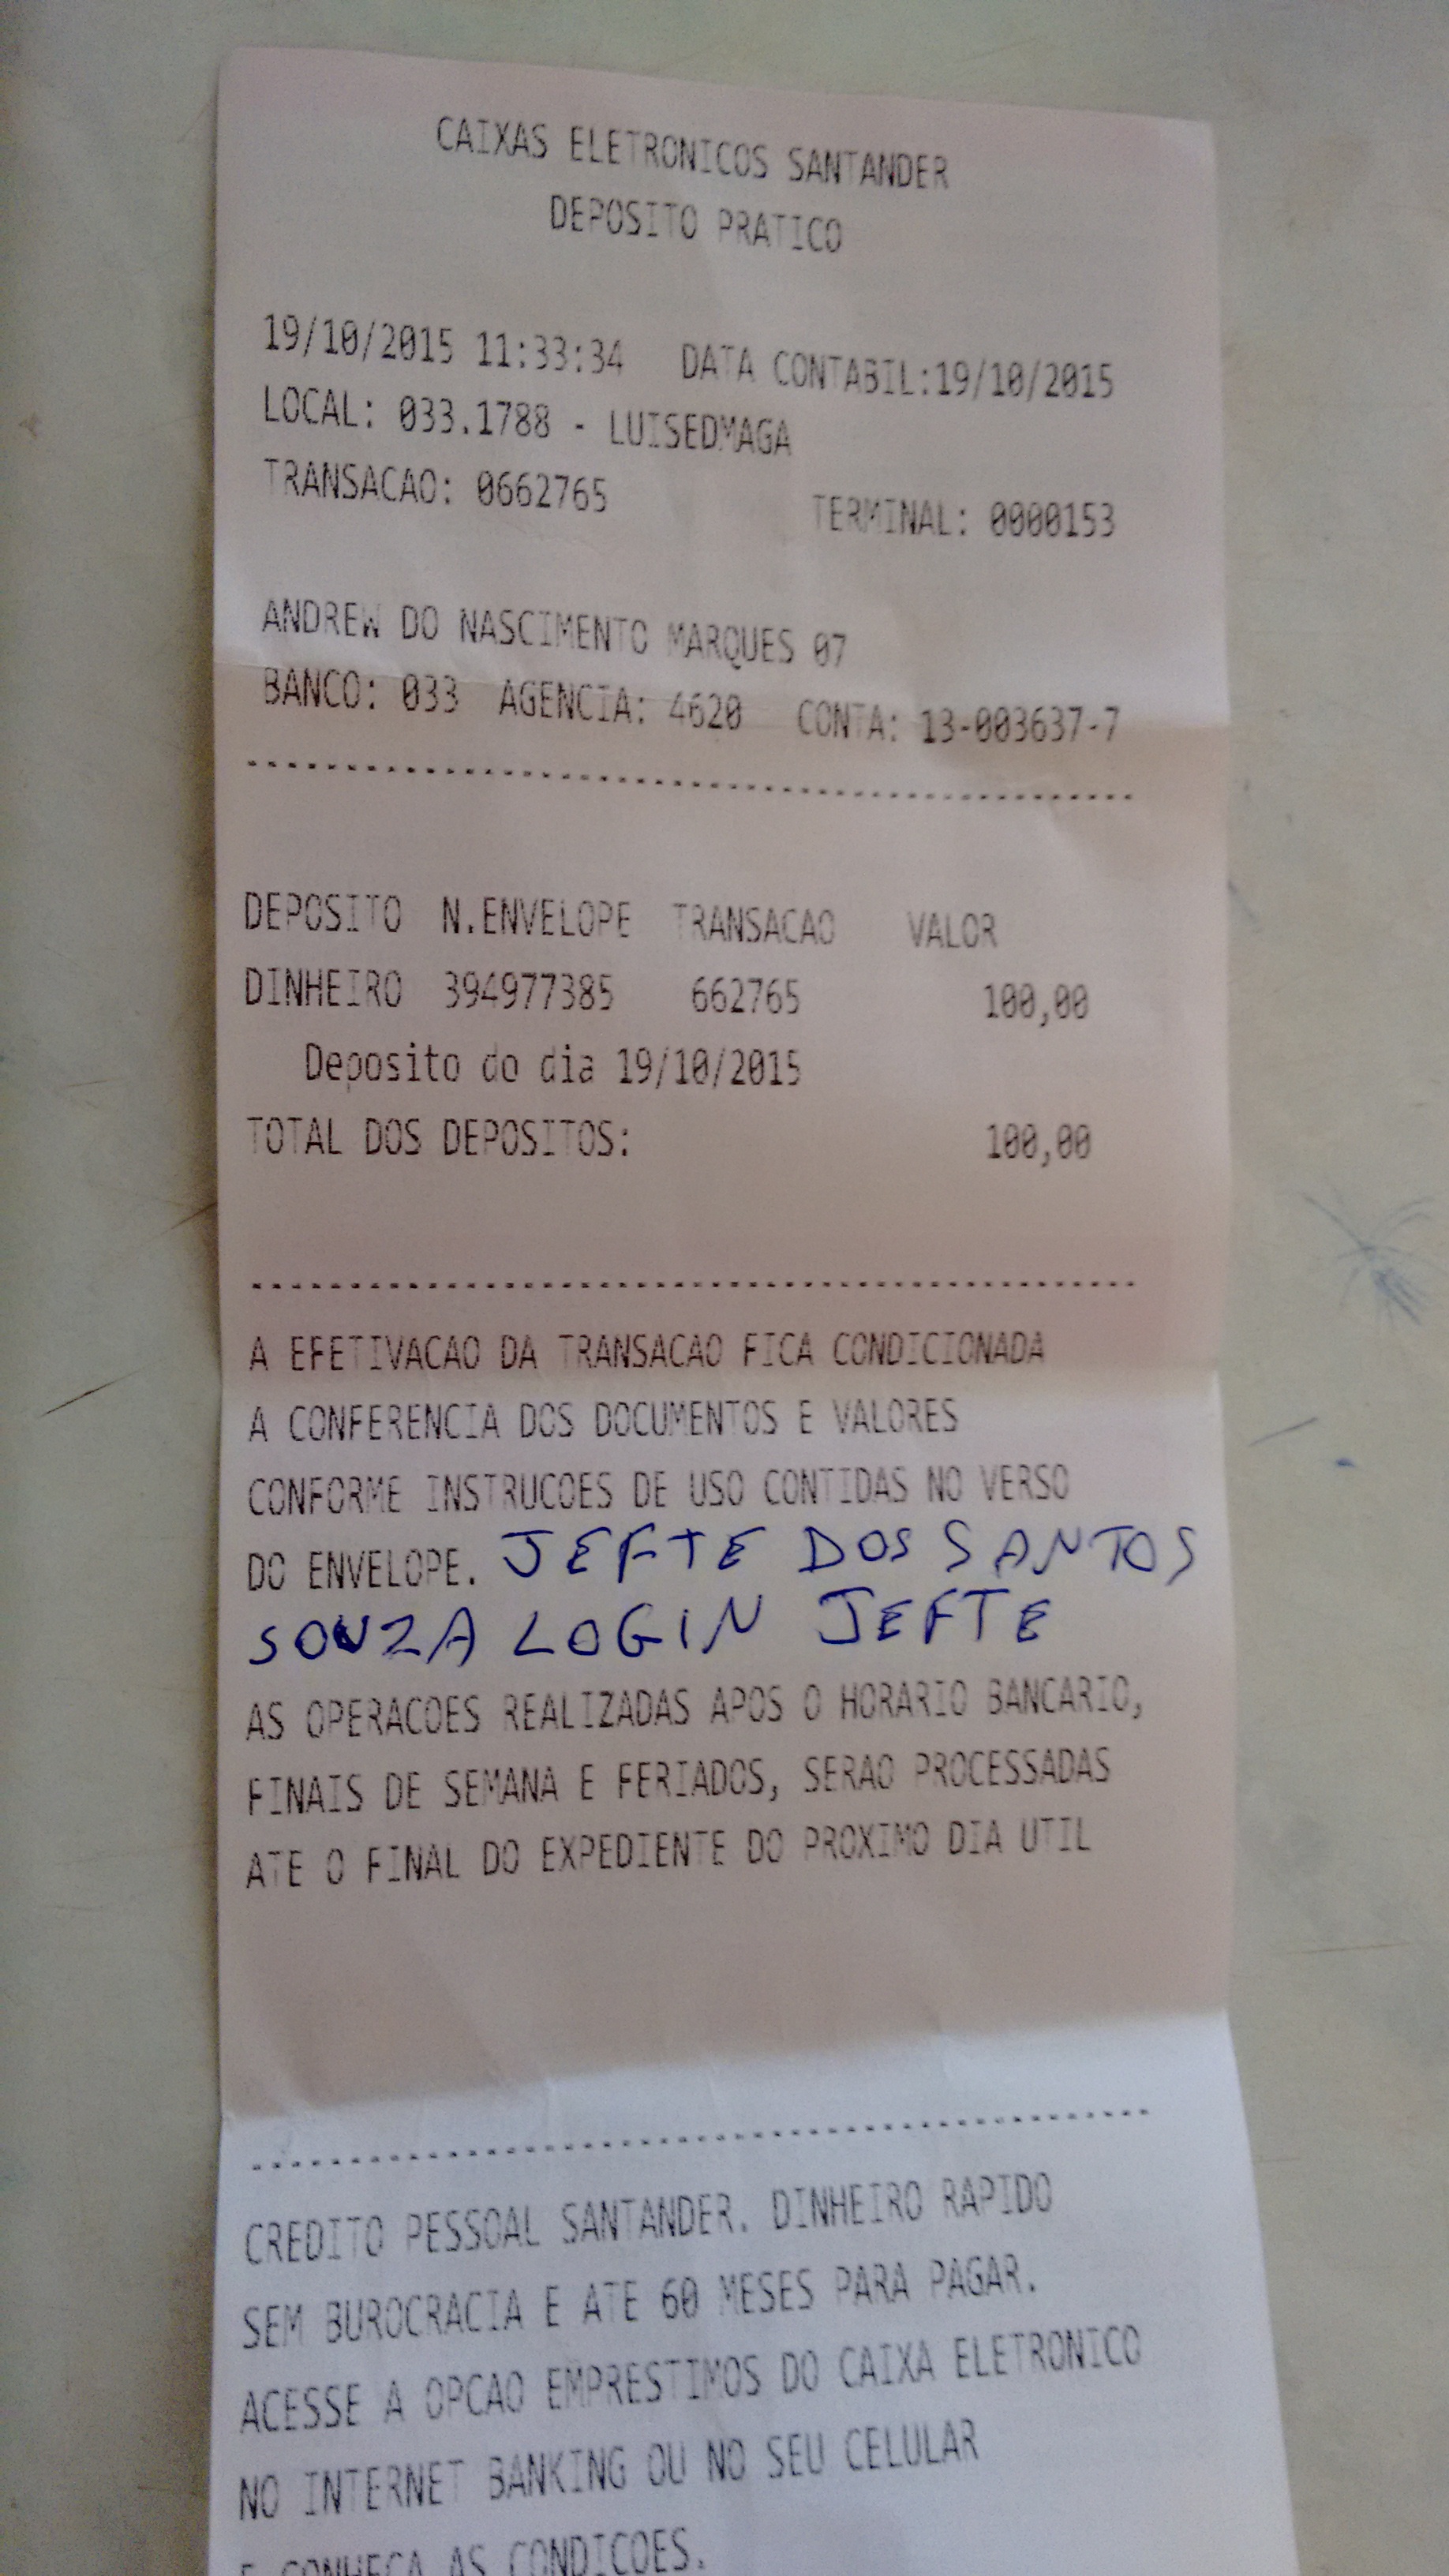 CAIXAS ELETRONICOS SANTANDER
DEPOSITO PRATICO
19/10/2015 11:33:34 DATA CONTABIL:19/10/2015
LOCAL: 033.1788 - LUISEDMAGA
TRANSACAO: 0662765 TERMINAL: 0000153
ANDREW DO NASCIMENTO MARQUES 07
BANCO: 033 AGENCIA: 4620 CONTA: 13-003637-7
DEPOSITO N.ENVELOPE TRANSACAO VALOR
DINHEIRO 394977385 662765 100,00
Deposito do dia 19/10/2015
TOTAL DOS DEPOSITOS: 100,00
A EFETIVACAO DA TRANSACAO FICA CONDICIONADA
A CONFERENCIA DOS DOCUMENTOS E VALORES
CONFORME INSTRUCOES DE USO CONTIDAS NO VERSO
DO ENVELOPE. JEFTE DOS SANTOS
SOUZA LOGIN JEFTE
AS OPERACOES REALIZADAS APOS O HORARIO BANCARIO,
FINAIS DE SEMANA E FERIADOS, SERAO PROCESSADAS
ATE O FINAL DO EXPEDIENTE DO PROXIMO DIA UTIL
CREDITO PESSOAL SANTANDER. DINHEIRO RAPIDO
SEM BUROCRACIA E ATE 60 MESES PARA PAGAR.
ACESSE A OPCAO EMPRESTIMOS DO CAIXA ELETRONICO
NO INTERNET BANKING OU NO SEU CELULAR
E CONHECA AS CONDICOES.